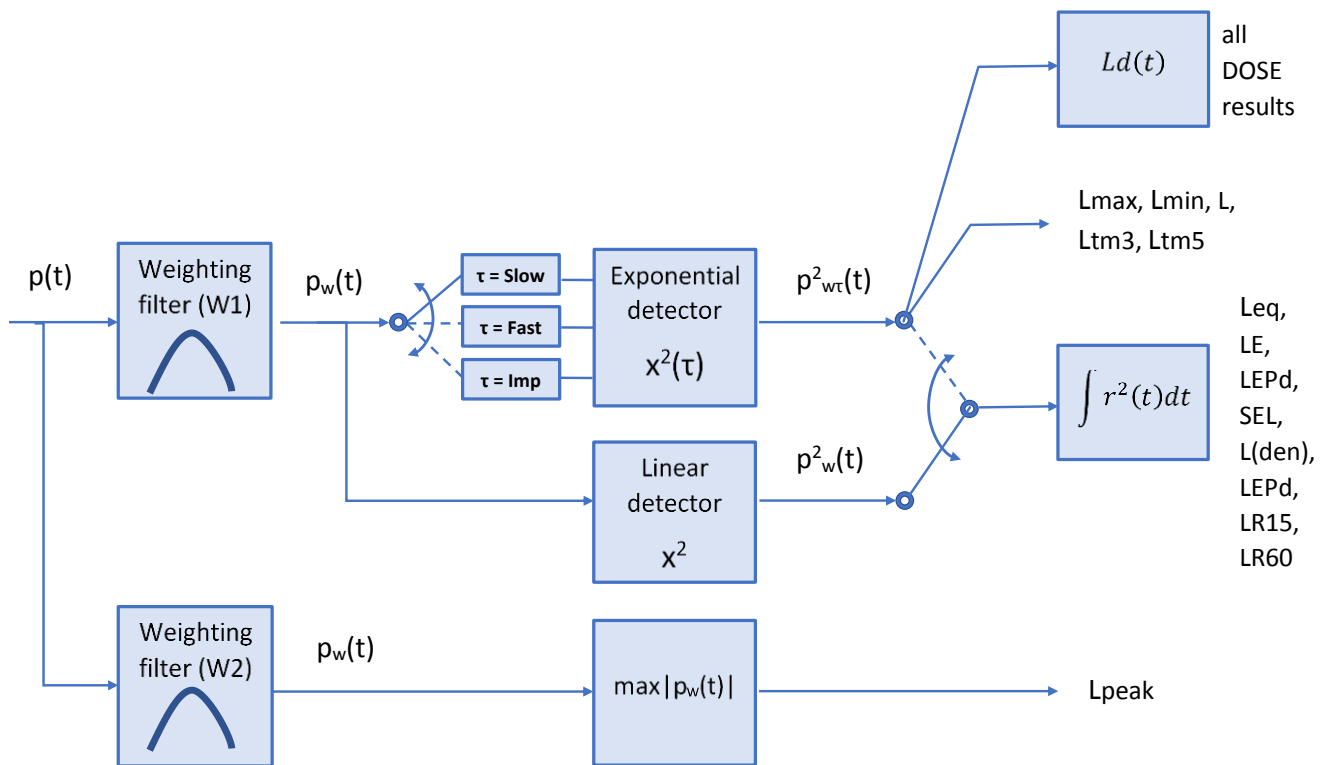 Ld(t)
all
DOSE
results
Lmax, Lmin, L,
Ltm3, Ltm5
p(t)
Weighting
filter (W1)
pw(t)
τ = Slow
τ = Fast
τ = Imp
Exponential
detector
x²(τ)
p²wτ(t)
∫ r²(t)dt
Leq,
LE,
LEPd,
SEL,
L(den),
LEPd,
LR15,
LR60
Linear
detector
x²
p²w(t)
Weighting
filter (W2)
pw(t)
max|pw(t)|
Lpeak